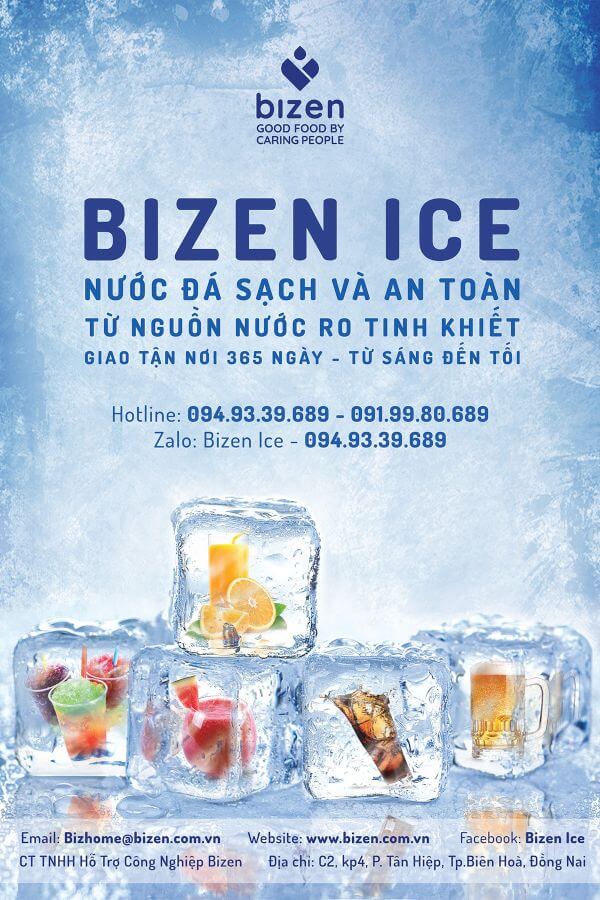 bizen
GOOD FOOD BY
CARING PEOPLE
BIZEN ICE
NƯỚC ĐÁ SẠCH VÀ AN TOÀN
TỪ NGUỒN NƯỚC RO TINH KHIẾT
GIAO TẬN NƠI 365 NGÀY - TỪ SÁNG ĐẾN TỐI
Hotline: 094.93.39.689 - 091.99.80.689
Zalo: Bizen Ice - 094.93.39.689
Email: Bizhome@bizen.com.vn Website: www.bizen.com.vn Facebook: Bizen Ice
CT TNHH Hỗ Trợ Công Nghiệp Bizen Địa chỉ: C2, kp4, P. Tân Hiệp, Tp.Biên Hoà, Đồng Nai